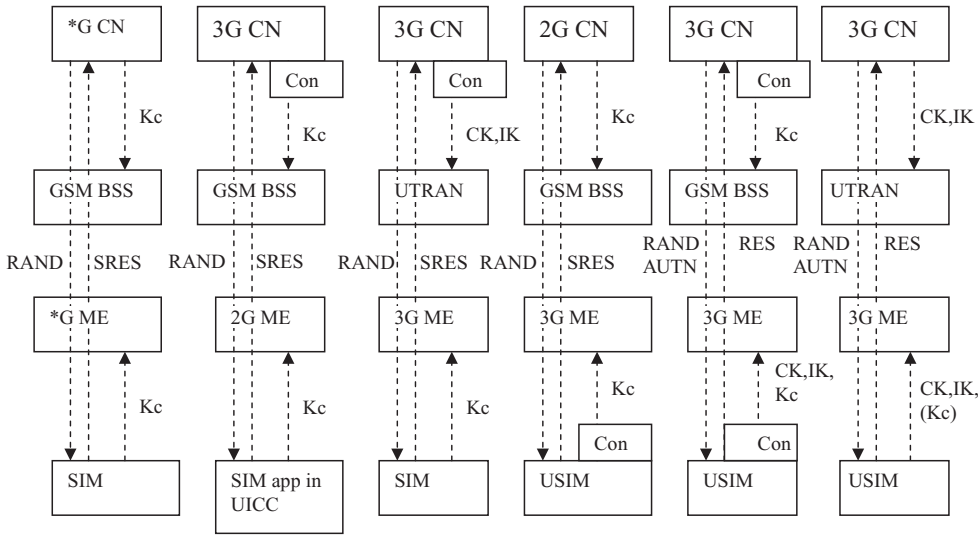 *G CN
3G CN
3G CN
2G CN
3G CN
3G CN
Con
Con
Con
Kc
Kc
CK,IK
Kc
Kc
CK,IK
GSM BSS
GSM BSS
UTRAN
GSM BSS
GSM BSS
UTRAN
RAND
SRES
RAND
SRES
RAND
SRES
RAND
SRES
RAND
AUTN
RES
RAND
AUTN
RES
*G ME
2G ME
3G ME
3G ME
3G ME
3G ME
Kc
Kc
Kc
Kc
CK,IK,
Kc
CK,IK,
(Kc)
Con
Con
SIM
SIM app in
UICC
SIM
USIM
USIM
USIM